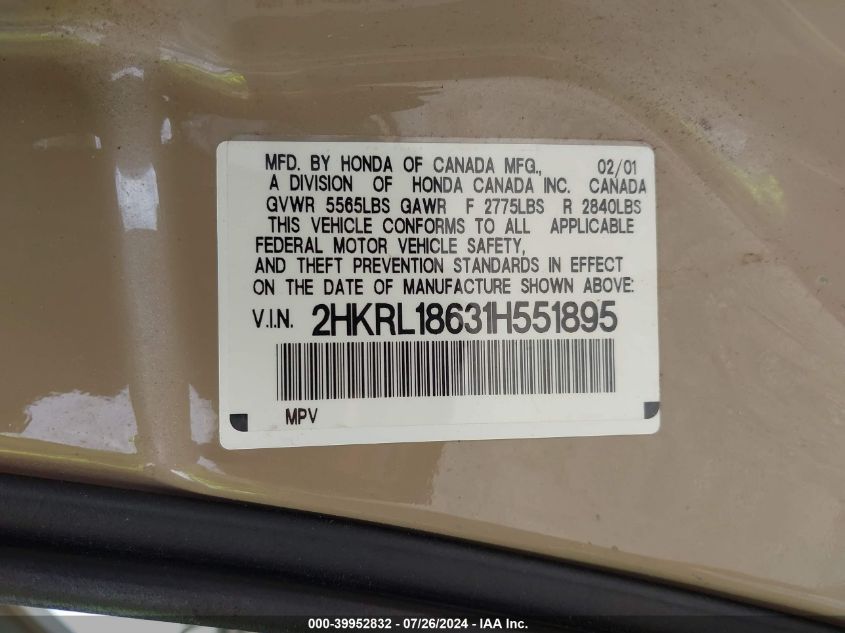 MFD. BY HONDA OF CANADA MFG., 02/01
A DIVISION OF HONDA CANADA INC. CANADA
GVWR 5565LBS GAWR F 2775LBS R 2840LBS
THIS VEHICLE CONFORMS TO ALL APPLICABLE
FEDERAL MOTOR VEHICLE SAFETY,
AND THEFT PREVENTION STANDARDS IN EFFECT
ON THE DATE OF MANUFACTURE SHOWN ABOVE:
V.I.N. 2HKRL18631H551895
MPV
000-39952832 / 07/26/2024 - IAA Inc.